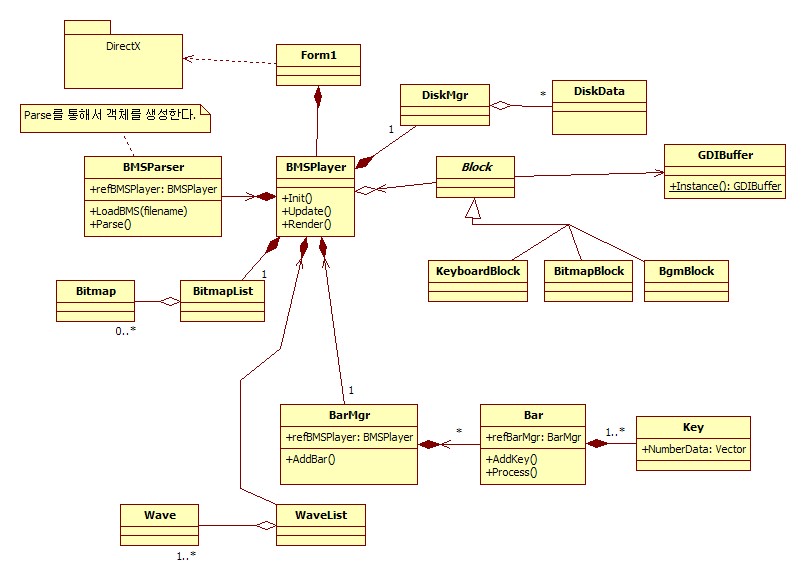 DirectX
Form1
Parse를 통해서 객체를 생성한다.
DiskMgr
*
DiskData
1
BMSParser
+refBMSPlayer: BMSPlayer
+LoadBMS(filename)
+Parse()
BMSPlayer
+Init()
+Update()
+Render()
Block
GDIBuffer
+Instance(): GDIBuffer
KeyboardBlock
BitmapBlock
BgmBlock
Bitmap
0..*
BitmapList
1
1
BarMgr
+refBMSPlayer: BMSPlayer
+AddBar()
*
Bar
+refBarMgr: BarMgr
+AddKey()
+Process()
1..*
Key
+NumberData: Vector
Wave
1..*
WaveList